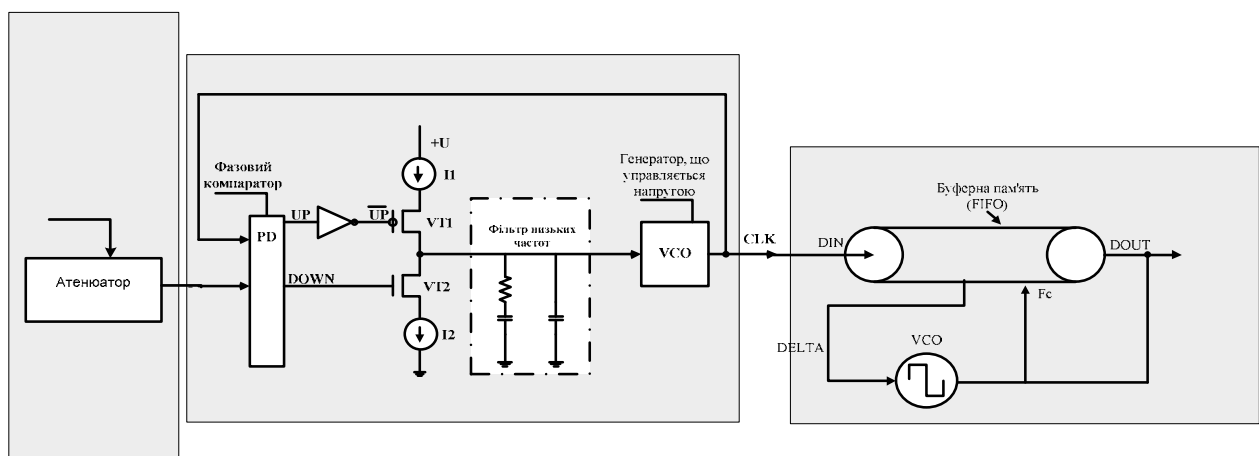 Атенюатор
Фазовий
компаратор
PD
UP
UP
DOWN
+U
I1
VT1
VT2
I2
Фільтр низьких
частот
Генератор, що
управляється
напругою
VCO
CLK
DIN
Буферна пам'ять
(FIFO)
DOUT
Fc
DELTA
VCO